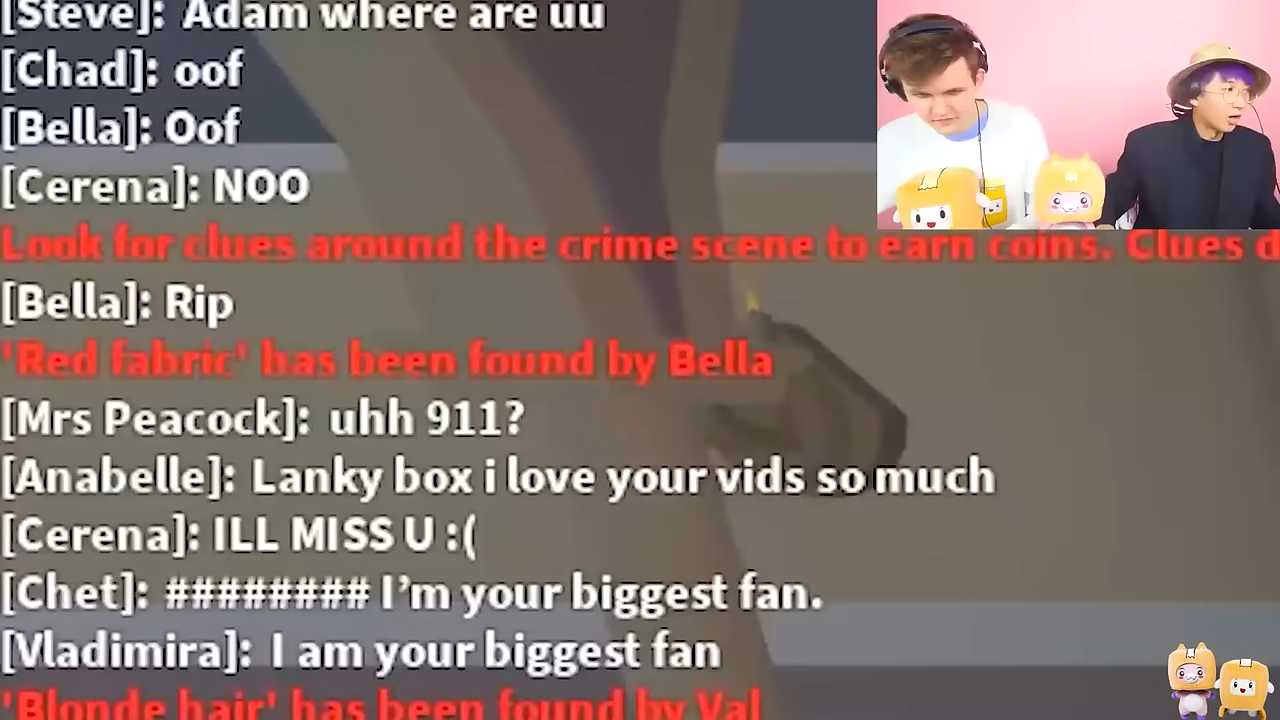 [Steve]: Adam where are uu
[Chad]: oof
[Bella]: Oof
[Cerena]: NOO
Look for clues around the crime scene to earn coins. Clues d
[Bella]: Rip
'Red fabric' has been found by Bella
[Mrs Peacock]: uhh 911?
[Anabelle]: Lanky box i love your vids so much
[Cerena]: ILL MISS U :(
[Chet]: ######## I’m your biggest fan.
[Vladimira]: I am your biggest fan
'Blonde hair' has been found by Val